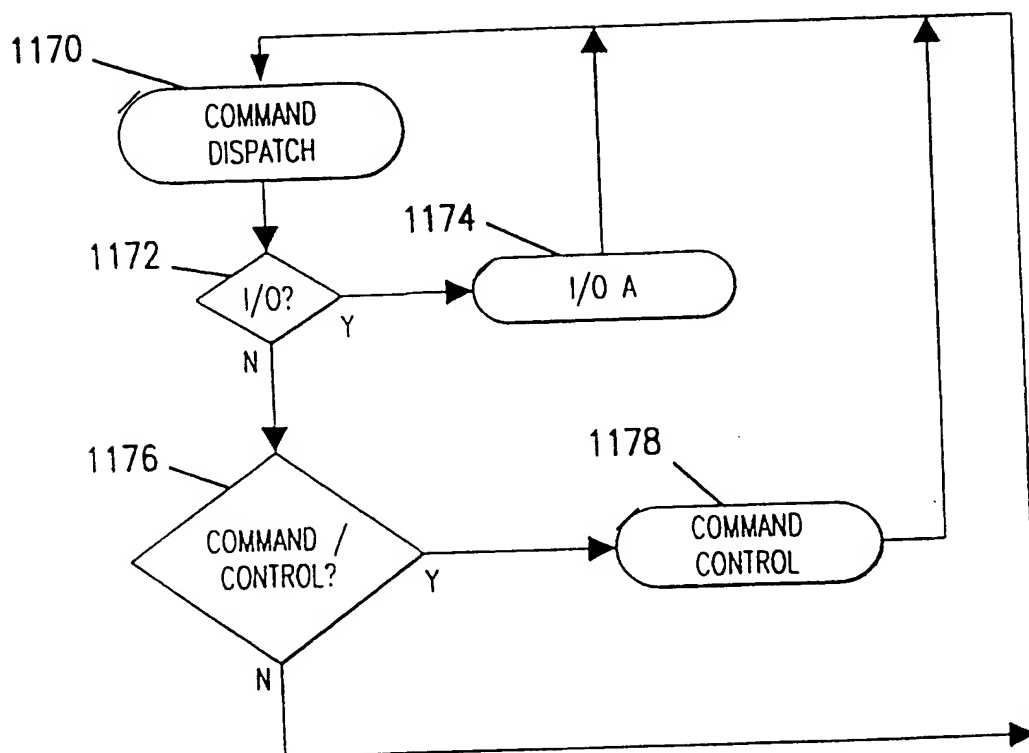 1170
COMMAND
DISPATCH
1172
I/O?
Y
N
1174
I/O A
1176
COMMAND /
CONTROL?
Y
N
1178
COMMAND
CONTROL